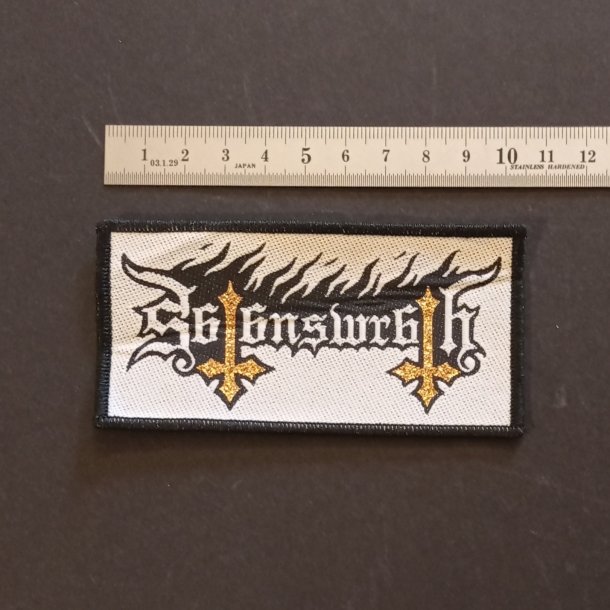 1 2 3 4 5 6 7 8 9 10 11 12
03.1.29 JAPAN STAINLESS HARDENED
Satanswrath